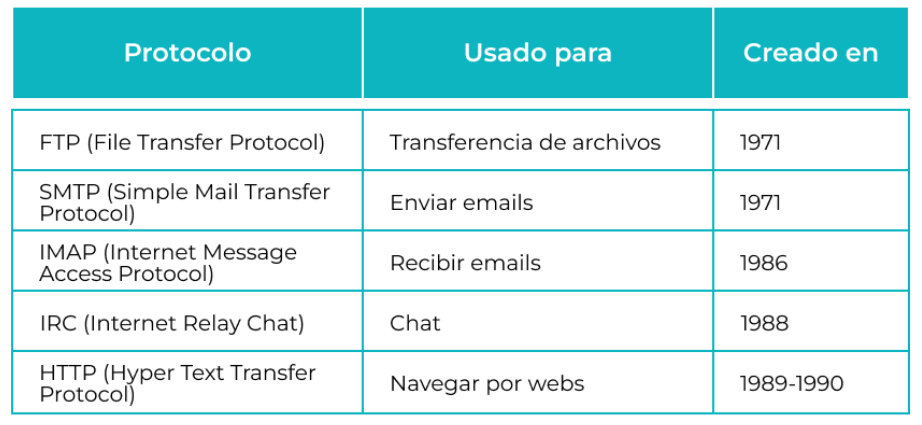 Protocolo Usado para Creado en
FTP (File Transfer Protocol) Transferencia de archivos 1971
SMTP (Simple Mail Transfer
Protocol) Enviar emails 1971
IMAP (Internet Message
Access Protocol) Recibir emails 1986
IRC (Internet Relay Chat) Chat 1988
HTTP (Hyper Text Transfer
Protocol) Navegar por webs 1989-1990